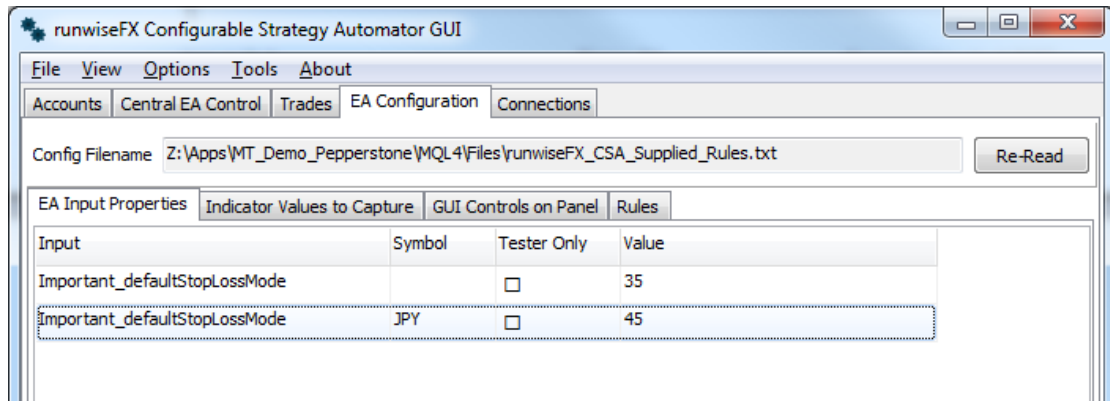 runwiseFX Configurable Strategy Automator GUI
File View Options Tools About
Accounts Central EA Control Trades EA Configuration Connections
Config Filename Z:\Apps\MT_Demo_Pepperstone\MQL4\Files\runwiseFX_CSA_Supplied_Rules.txt Re-Read
EA Input Properties Indicator Values to Capture GUI Controls on Panel Rules
Input Symbol Tester Only Value
Important_defaultStopLossMode 35
Important_defaultStopLossMode JPY 45